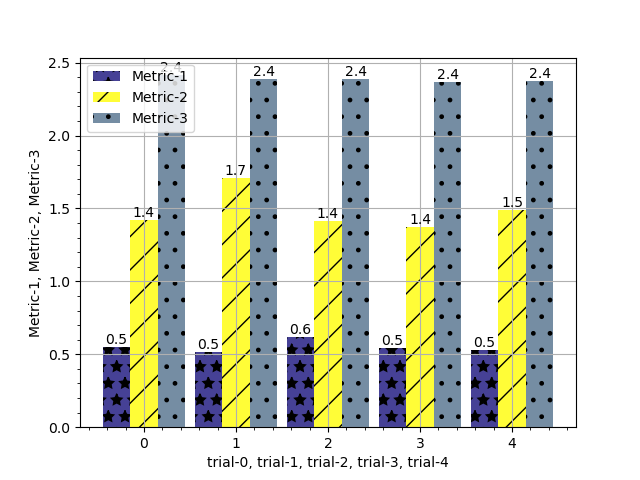 2.4 2.4 2.4 2.4 2.4
Metric-1
Metric-2
Metric-3
1.4 1.7 1.4 1.4 1.5
0.5 0.5 0.6 0.5 0.5
2.5
2.0
1.5
1.0
0.5
0.0
0 1 2 3 4
Metric-1, Metric-2, Metric-3
trial-0, trial-1, trial-2, trial-3, trial-4